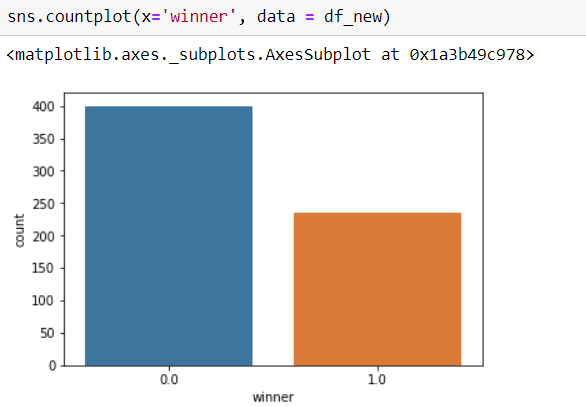 sns.countplot(x='winner', data = df_new)
<matplotlib.axes._subplots.AxesSubplot at 0x1a3b49c978>
400
350
300
250
200
150
100
50
0
count
0.0 1.0
winner